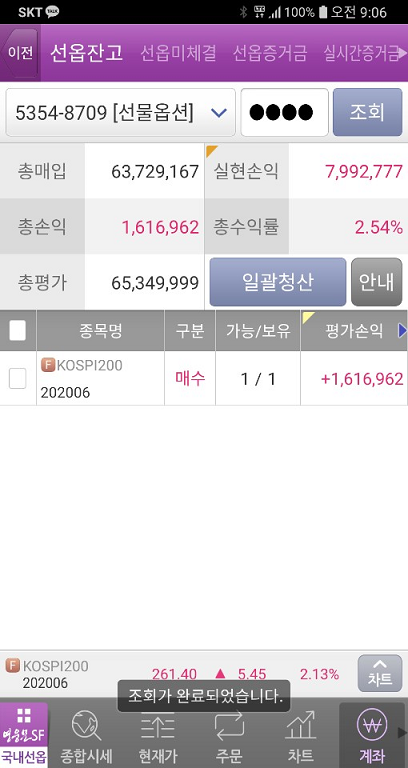 SKT TALK 100% 오전 9:06
이전 선옵잔고 선옵미체결 선옵증거금 실시간증거금
5354-8709 [선물옵션] ●●●● 조회
총매입 63,729,167 실현손익 7,992,777
총손익 1,616,962 총수익률 2.54%
총평가 65,349,999 일괄청산 안내
종목명 구분 가능/보유 평가손익
F KOSPI200 매수 1 / 1 +1,616,962
202006
F KOSPI200 261.40 ▲ 5.45 2.13% 차트
202006
조회가 완료되었습니다.
영웅문.SF
국내선옵 종합시세 현재가 주문 차트 계좌